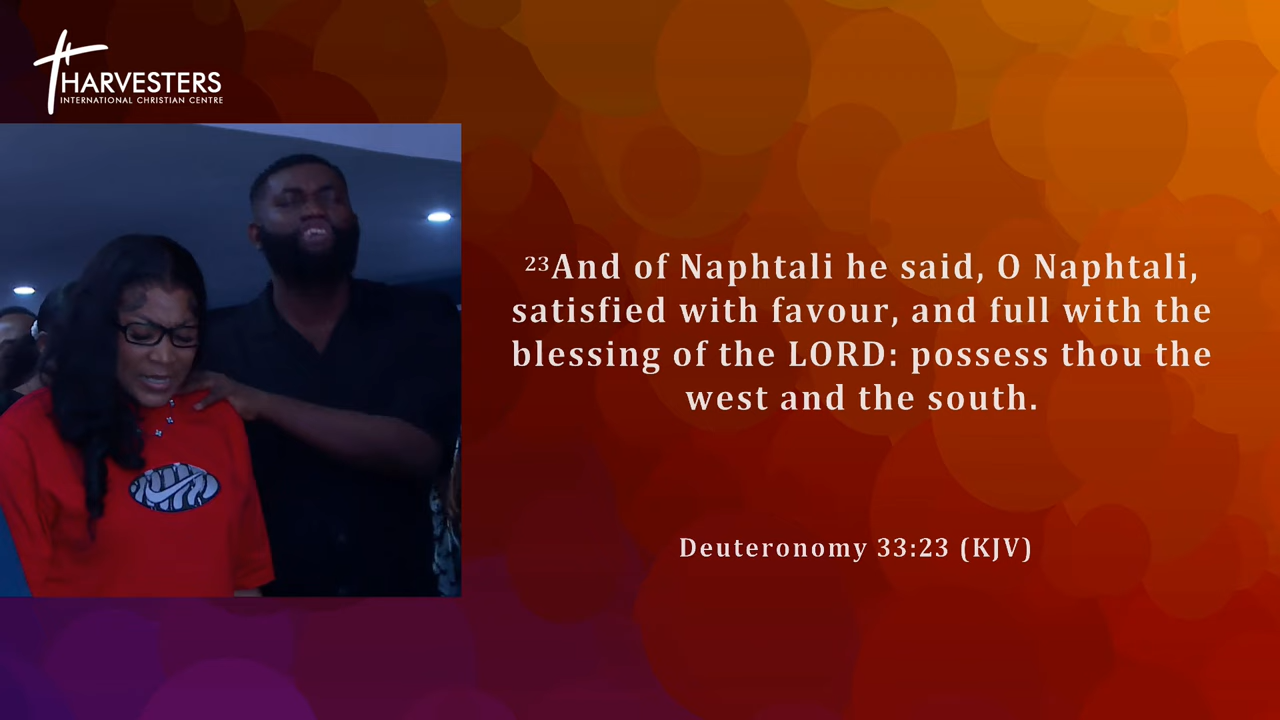 HARVESTERS
INTERNATIONAL CHRISTIAN CENTRE
23And of Naphtali he said, O Naphtali,
satisfied with favour, and full with the
blessing of the LORD: possess thou the
west and the south.
Deuteronomy 33:23 (KJV)